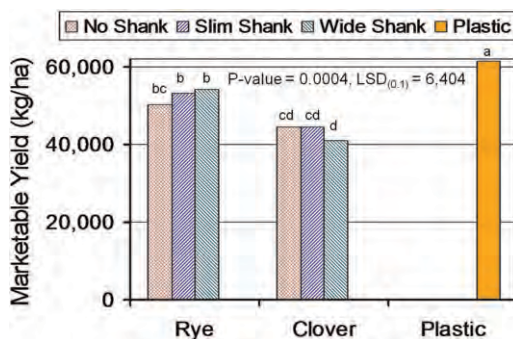 No Shank Slim Shank Wide Shank Plastic
Marketable Yield (kg/ha)
60,000
40,000
20,000
0
P-value = 0.0004, LSD(0.1) = 6,404
bc b b
cd cd d
a
Rye Clover Plastic